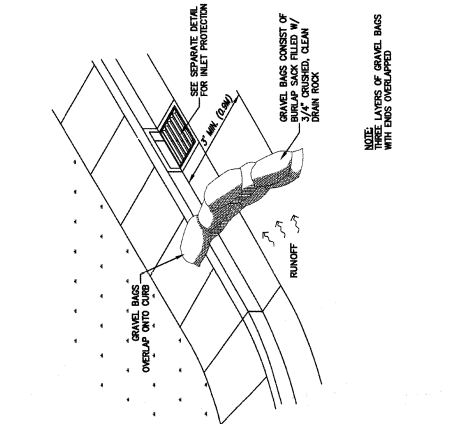 GRAVEL BAGS
OVERLAP ONTO CURB
SEE SEPARATE DETAIL
FOR INLET PROTECTION
3' MIN. (0.9M)
GRAVEL BAGS CONSIST OF
BURLAP SACK FILLED W/
3/4" CRUSHED, CLEAN
DRAIN ROCK
RUNOFF
NOTE:
THREE LAYERS OF GRAVEL BAGS
WITH ENDS OVERLAPPED